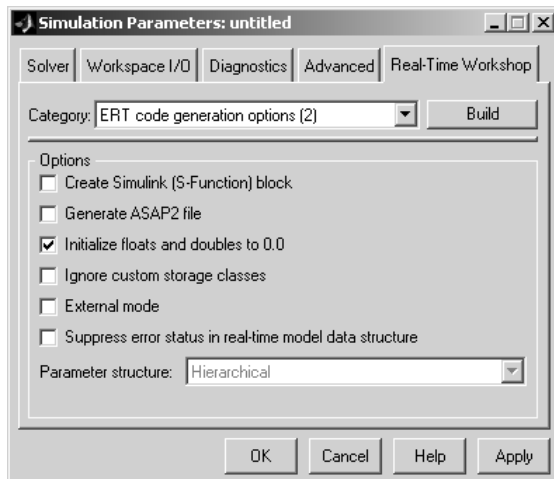 Simulation Parameters: untitled
Solver Workspace I/O Diagnostics Advanced Real-Time Workshop
Category: ERT code generation options (2) Build
Options
Create Simulink (S-Function) block
Generate ASAP2 file
Initialize floats and doubles to 0.0
Ignore custom storage classes
External mode
Suppress error status in real-time model data structure
Parameter structure: Hierarchical
OK Cancel Help Apply